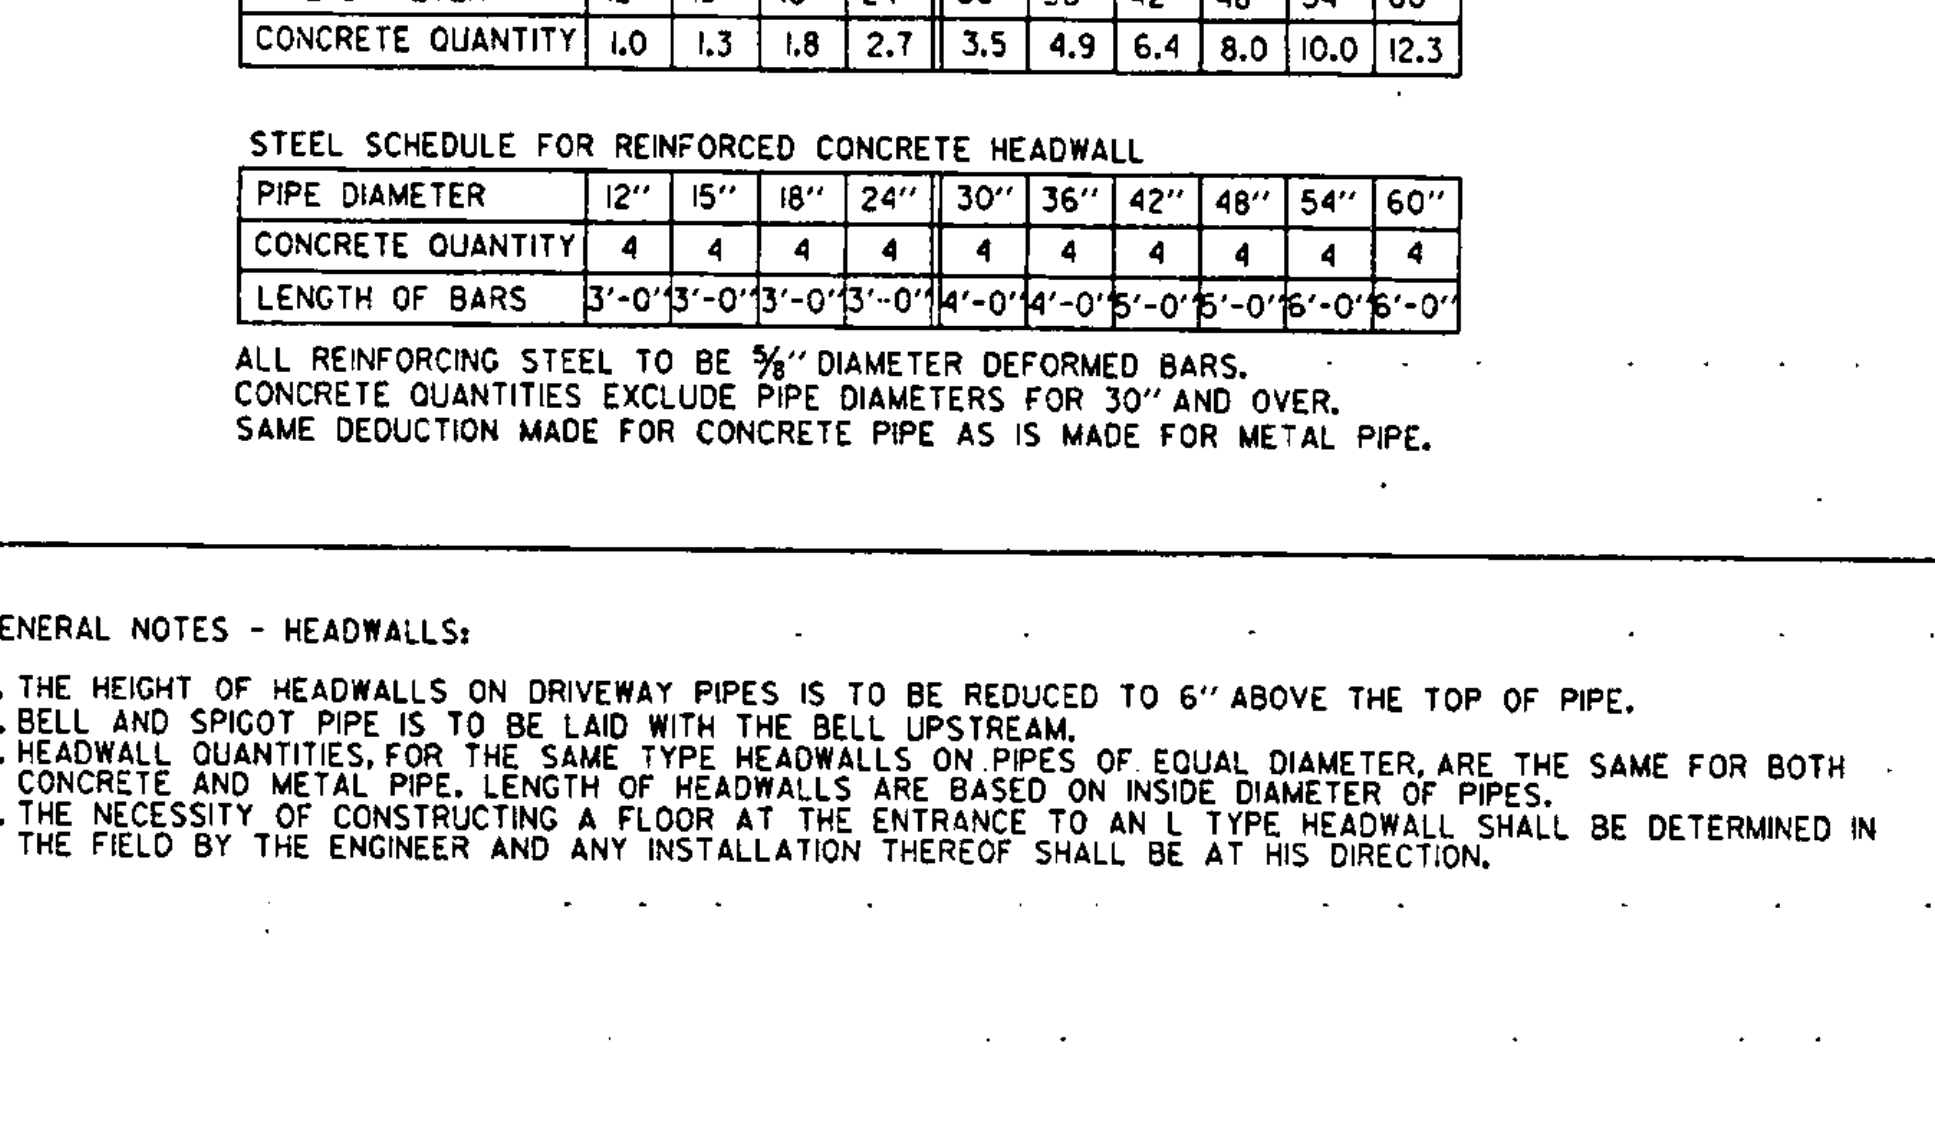 CONCRETE QUANTITY 1.0 1.3 1.8 2.7 3.5 4.9 6.4 8.0 10.0 12.3
STEEL SCHEDULE FOR REINFORCED CONCRETE HEADWALL
PIPE DIAMETER 12" 15" 18" 24" 30" 36" 42" 48" 54" 60"
CONCRETE QUANTITY 4 4 4 4 4 4 4 4 4 4
LENGTH OF BARS 3'-0" 3'-0" 3'-0" 3'-0" 4'-0" 4'-0" 5'-0" 5'-0" 6'-0" 6'-0"
ALL REINFORCING STEEL TO BE 5/8" DIAMETER DEFORMED BARS.
CONCRETE QUANTITIES EXCLUDE PIPE DIAMETERS FOR 30" AND OVER.
SAME DEDUCTION MADE FOR CONCRETE PIPE AS IS MADE FOR METAL PIPE.
ENERAL NOTES - HEADWALLS:
. THE HEIGHT OF HEADWALLS ON DRIVEWAY PIPES IS TO BE REDUCED TO 6" ABOVE THE TOP OF PIPE.
. BELL AND SPIGOT PIPE IS TO BE LAID WITH THE BELL UPSTREAM.
. HEADWALL QUANTITIES, FOR THE SAME TYPE HEADWALLS ON PIPES OF EQUAL DIAMETER, ARE THE SAME FOR BOTH
CONCRETE AND METAL PIPE. LENGTH OF HEADWALLS ARE BASED ON INSIDE DIAMETER OF PIPES.
. THE NECESSITY OF CONSTRUCTING A FLOOR AT THE ENTRANCE TO AN L TYPE HEADWALL SHALL BE DETERMINED IN
THE FIELD BY THE ENGINEER AND ANY INSTALLATION THEREOF SHALL BE AT HIS DIRECTION.